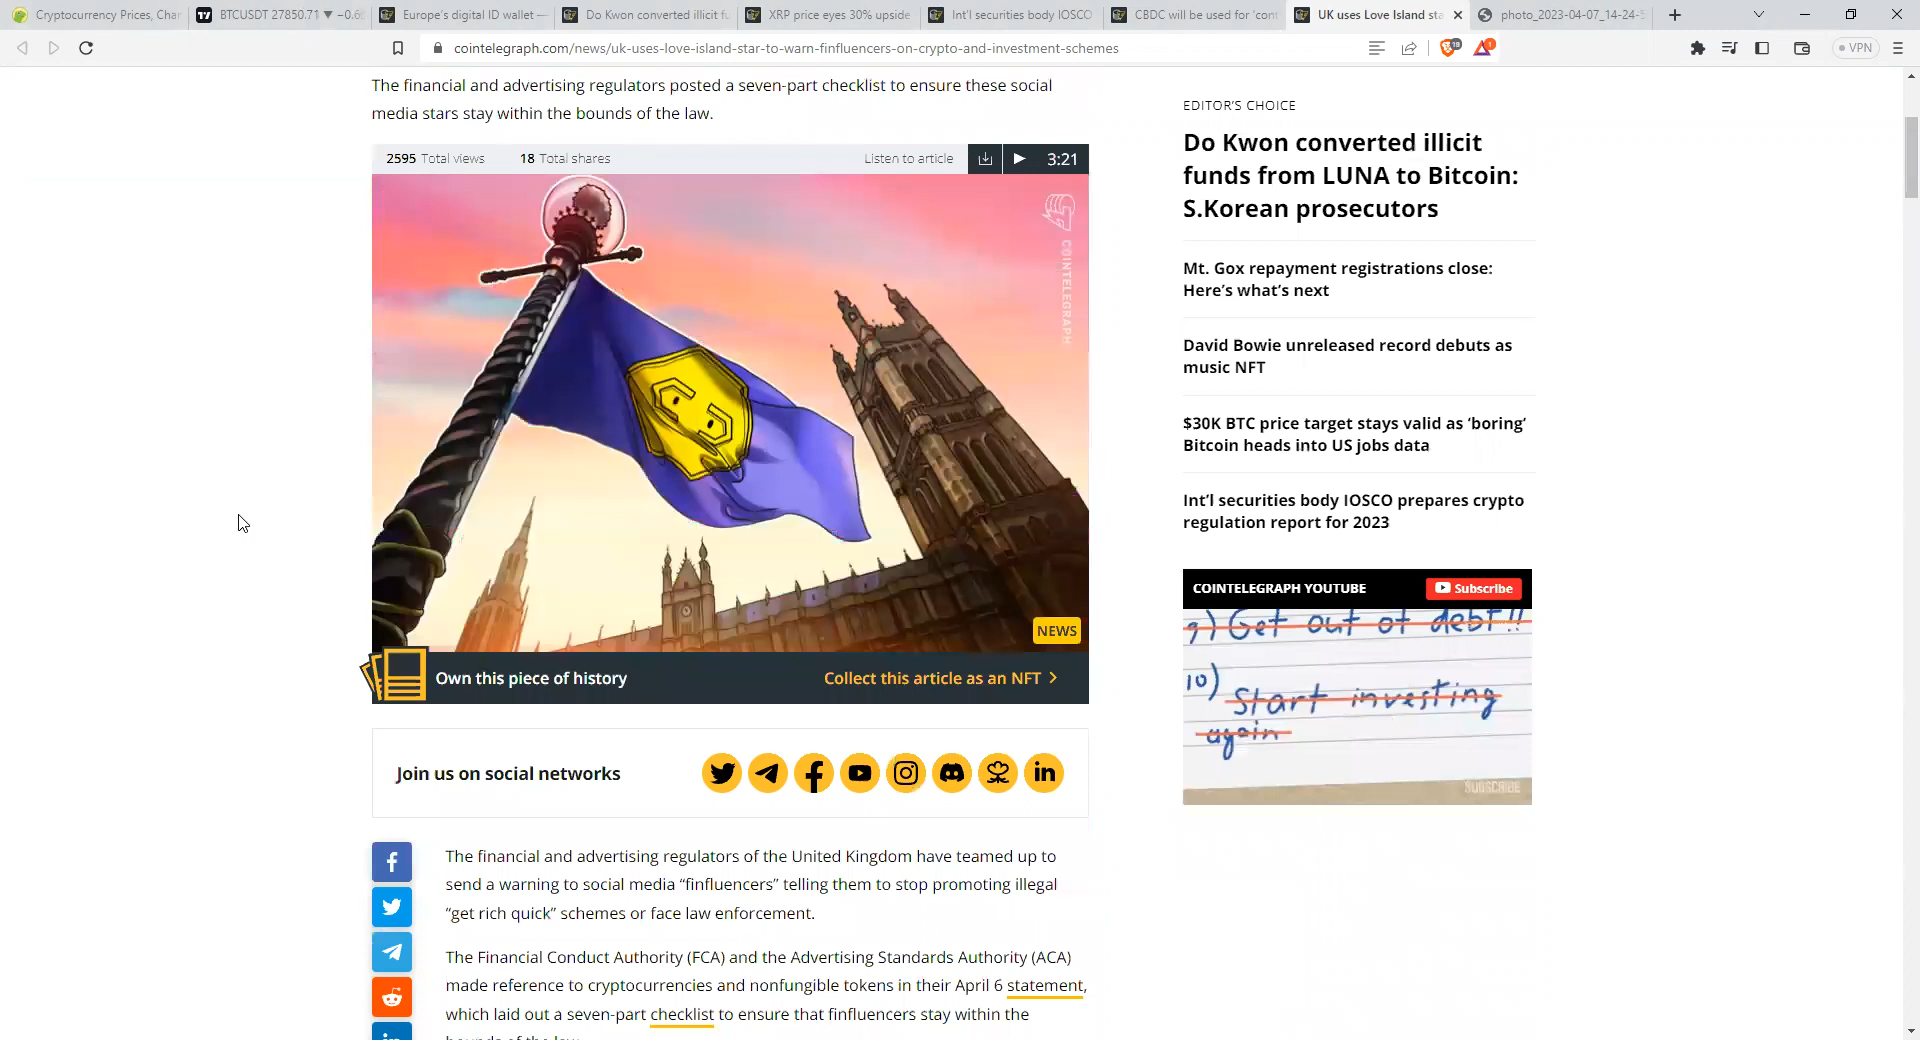 Cryptocurrency Prices, Char
BTCUSDT 27850.71 ▼ −0.6
Europe's digital ID wallet —
Do Kwon converted illicit fu
XRP price eyes 30% upside
Int'l securities body IOSCO
CBDC will be used for 'cont
UK uses Love Island sta
photo_2023-04-07_14-24-5
cointelegraph.com/news/uk-uses-love-island-star-to-warn-finfluencers-on-crypto-and-investment-schemes
VPN
The financial and advertising regulators posted a seven-part checklist to ensure these social
media stars stay within the bounds of the law.
2595 Total views
18 Total shares
Listen to article
3:21
COINTELEGRAPH
NEWS
Own this piece of history
Collect this article as an NFT >
Join us on social networks
The financial and advertising regulators of the United Kingdom have teamed up to
send a warning to social media “finfluencers” telling them to stop promoting illegal
“get rich quick” schemes or face law enforcement.
The Financial Conduct Authority (FCA) and the Advertising Standards Authority (ACA)
made reference to cryptocurrencies and nonfungible tokens in their April 6 statement,
which laid out a seven-part checklist to ensure that finfluencers stay within the
bounds of the law.
EDITOR'S CHOICE
Do Kwon converted illicit
funds from LUNA to Bitcoin:
S.Korean prosecutors
Mt. Gox repayment registrations close:
Here’s what’s next
David Bowie unreleased record debuts as
music NFT
$30K BTC price target stays valid as ‘boring’
Bitcoin heads into US jobs data
Int’l securities body IOSCO prepares crypto
regulation report for 2023
COINTELEGRAPH YOUTUBE
Subscribe
9) Get out of debt!!
10) Start investing
again
SUBSCRIBE